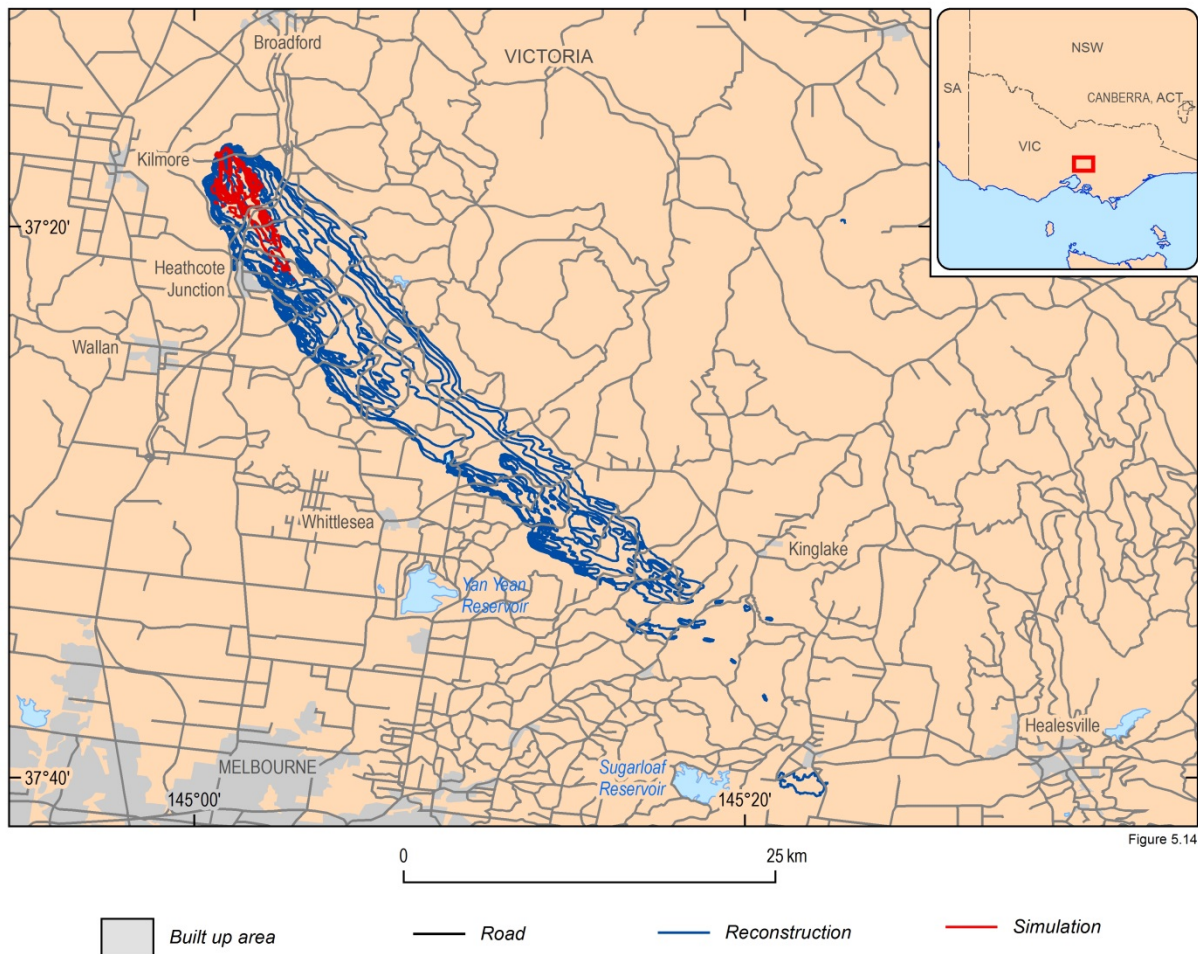 Broadford
VICTORIA
Kilmore
37°20'
Heathcote
Junction
Wallan
Whittlesea
Yan Yean
Reservoir
Kinglake
Healesville
Sugarloaf
Reservoir
MELBOURNE
37°40'
145°00'
145°20'
NSW
SA
CANBERRA, ACT
VIC
Figure 5.14
0
25 km
Built up area
Road
Reconstruction
Simulation